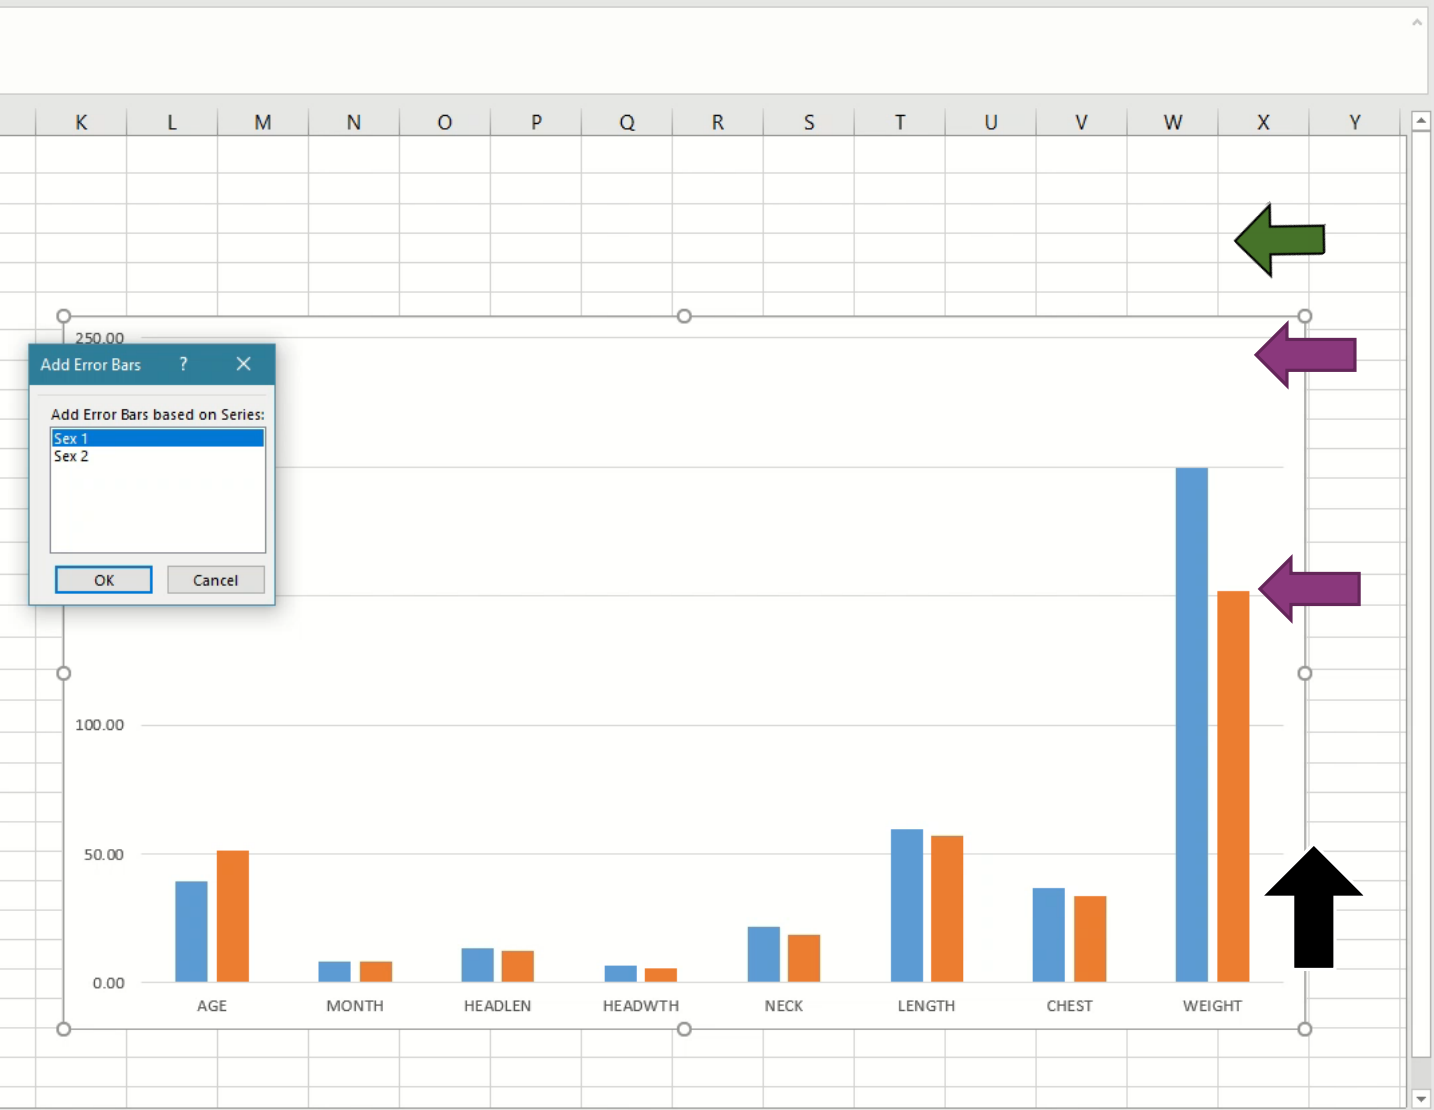 K L M N O P Q R S T U V W X Y
250.00
Add Error Bars ?
Add Error Bars based on Series:
Sex 1
Sex 2
OK Cancel
100.00
50.00
0.00
AGE MONTH HEADLEN HEADWTH NECK LENGTH CHEST WEIGHT